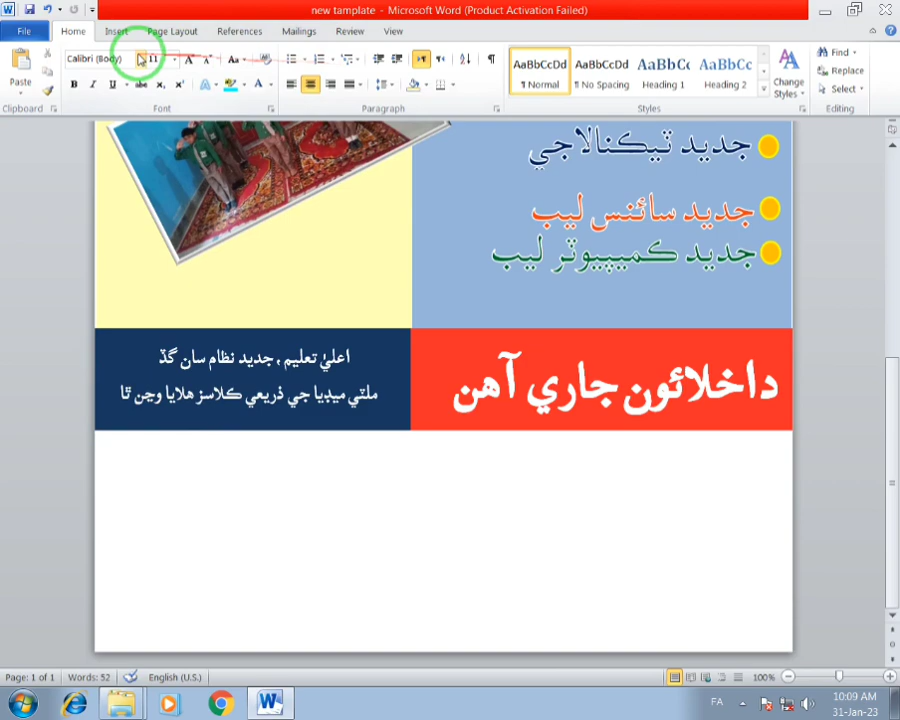 new tamplate - Microsoft Word (Product Activation Failed)
File Home Insert Page Layout References Mailings Review View
Calibri (Body) 11
Paste
Clipboard Font Paragraph Styles Editing
AaBbCcDd AaBbCcDd AaBbCc AaBbCc
¶ Normal ¶ No Spacing Heading 1 Heading 2
Change Styles
Find
Replace
Select
جديد ٽيڪنالاجي
جديد سائنس ليب
جديد ڪمپيوٽر ليب
داخلائون جاري آهن
اعليٰ تعليم ، جديد نظام سان گڏ
ملٽي ميڊيا جي ذريعي ڪلاسز هلايا وڃن ٿا
Page: 1 of 1 Words: 52 English (U.S.) 100%
FA 10:09 AM
31-Jan-23